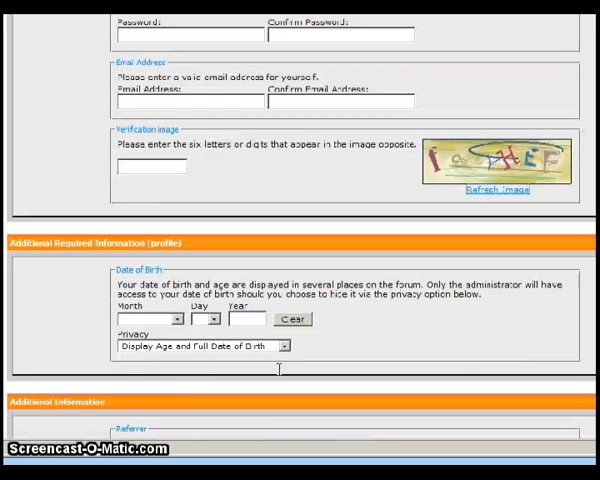 Password: Confirm Password:
Email Address
Please enter a valid email address for yourself.
Email Address: Confirm Email Address:
Verification Image
Please enter the six letters or digits that appear in the image opposite.
Refresh Image
Additional Required Information (profile)
Date of Birth
Your date of birth and age are displayed in several places on the forum. Only the administrator will have
access to your date of birth should you choose to hide it via the privacy option below.
Month Day Year
Clear
Privacy
Display Age and Full Date of Birth
Additional Information
Referrer
Screencast-O-Matic.com